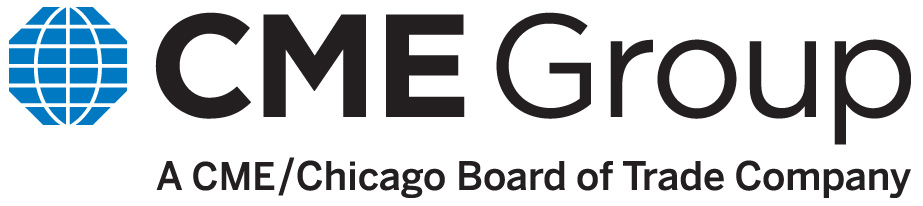 CME Group
A CME/Chicago Board of Trade Company